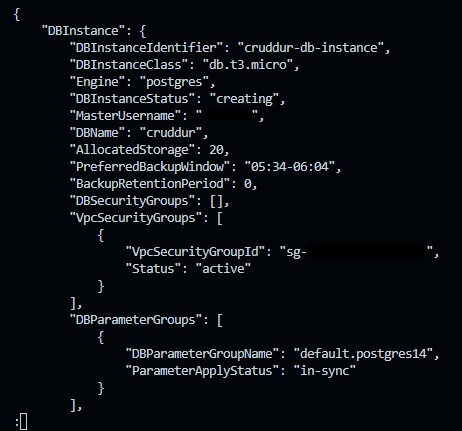 {
"DBInstance": {
"DBInstanceIdentifier": "cruddur-db-instance",
"DBInstanceClass": "db.t3.micro",
"Engine": "postgres",
"DBInstanceStatus": "creating",
"MasterUsername": " ",
"DBName": "cruddur",
"AllocatedStorage": 20,
"PreferredBackupWindow": "05:34-06:04",
"BackupRetentionPeriod": 0,
"DBSecurityGroups": [],
"VpcSecurityGroups": [
{
"VpcSecurityGroupId": "sg- ",
"Status": "active"
}
],
"DBParameterGroups": [
{
"DBParameterGroupName": "default.postgres14",
"ParameterApplyStatus": "in-sync"
}
],
: